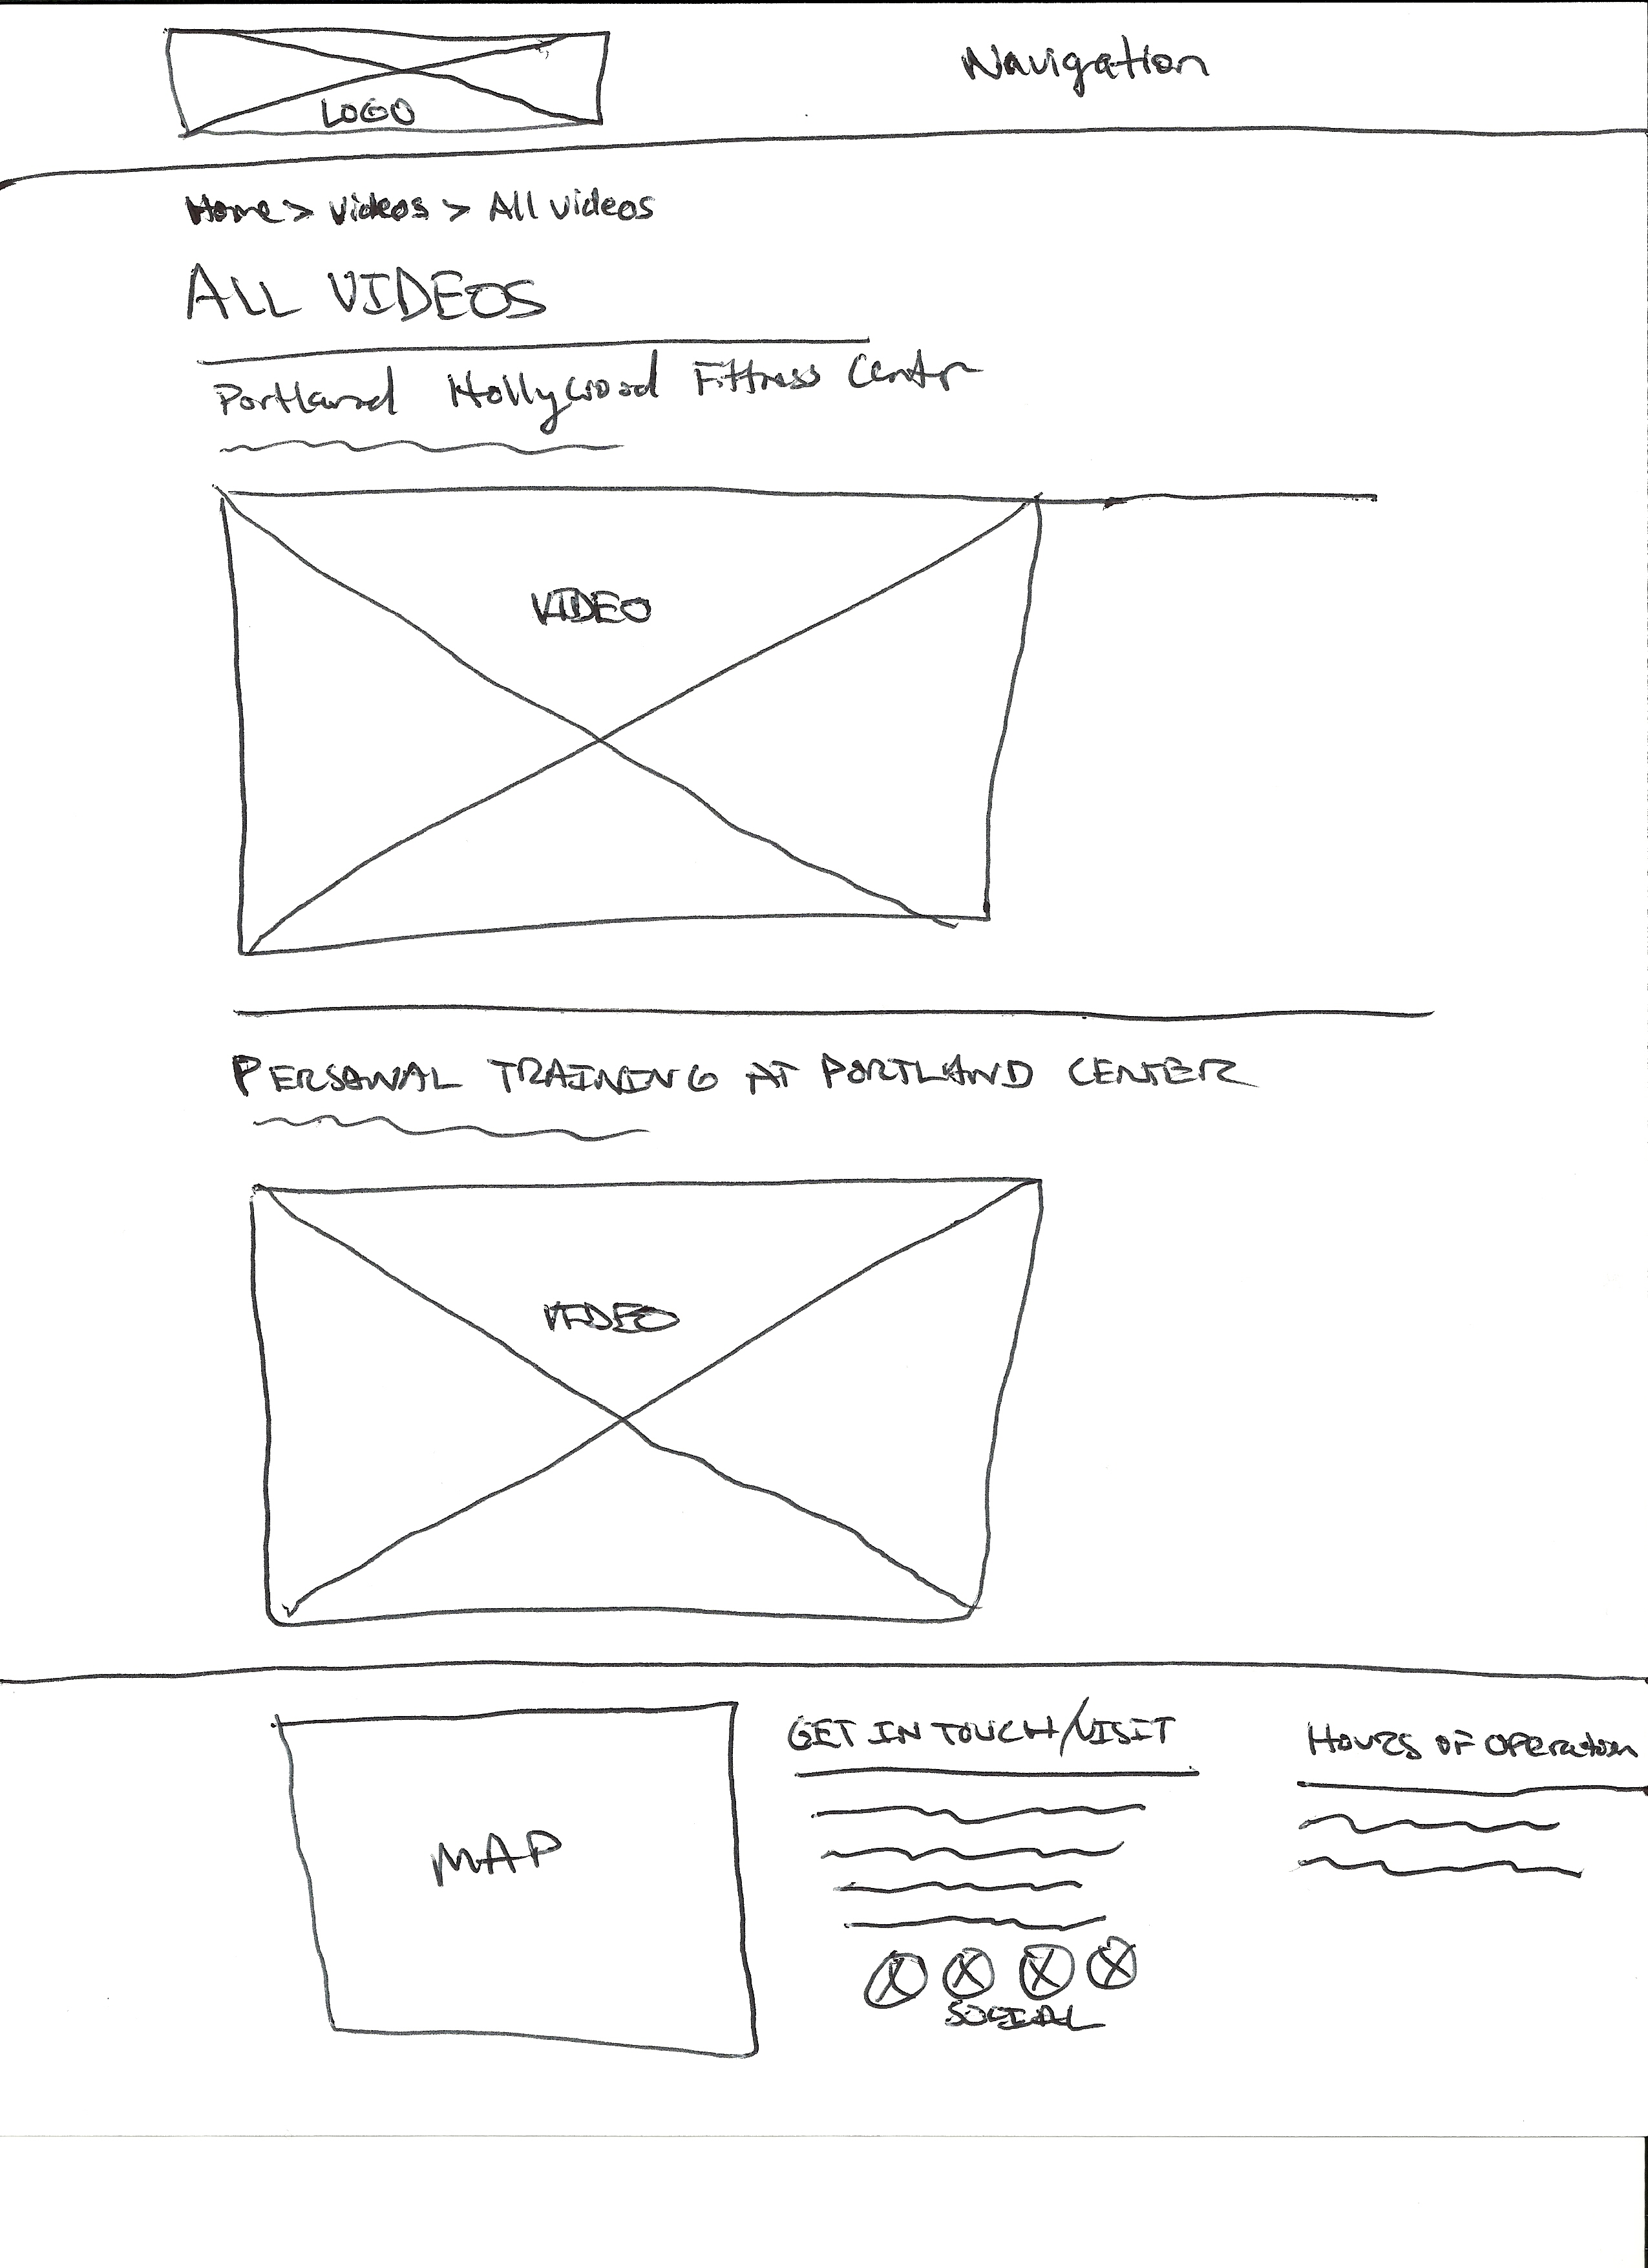 LOGO
Navigation
Home > Videos > All videos
ALL VIDEOS
Portland Hollywood Fittness Center
VIDEO
PERSONAL TRAINING AT PORTLAND CENTER
VIDEO
MAP
GET IN TOUCH/VISIT
SOCIAL
HOURS OF OPERATION